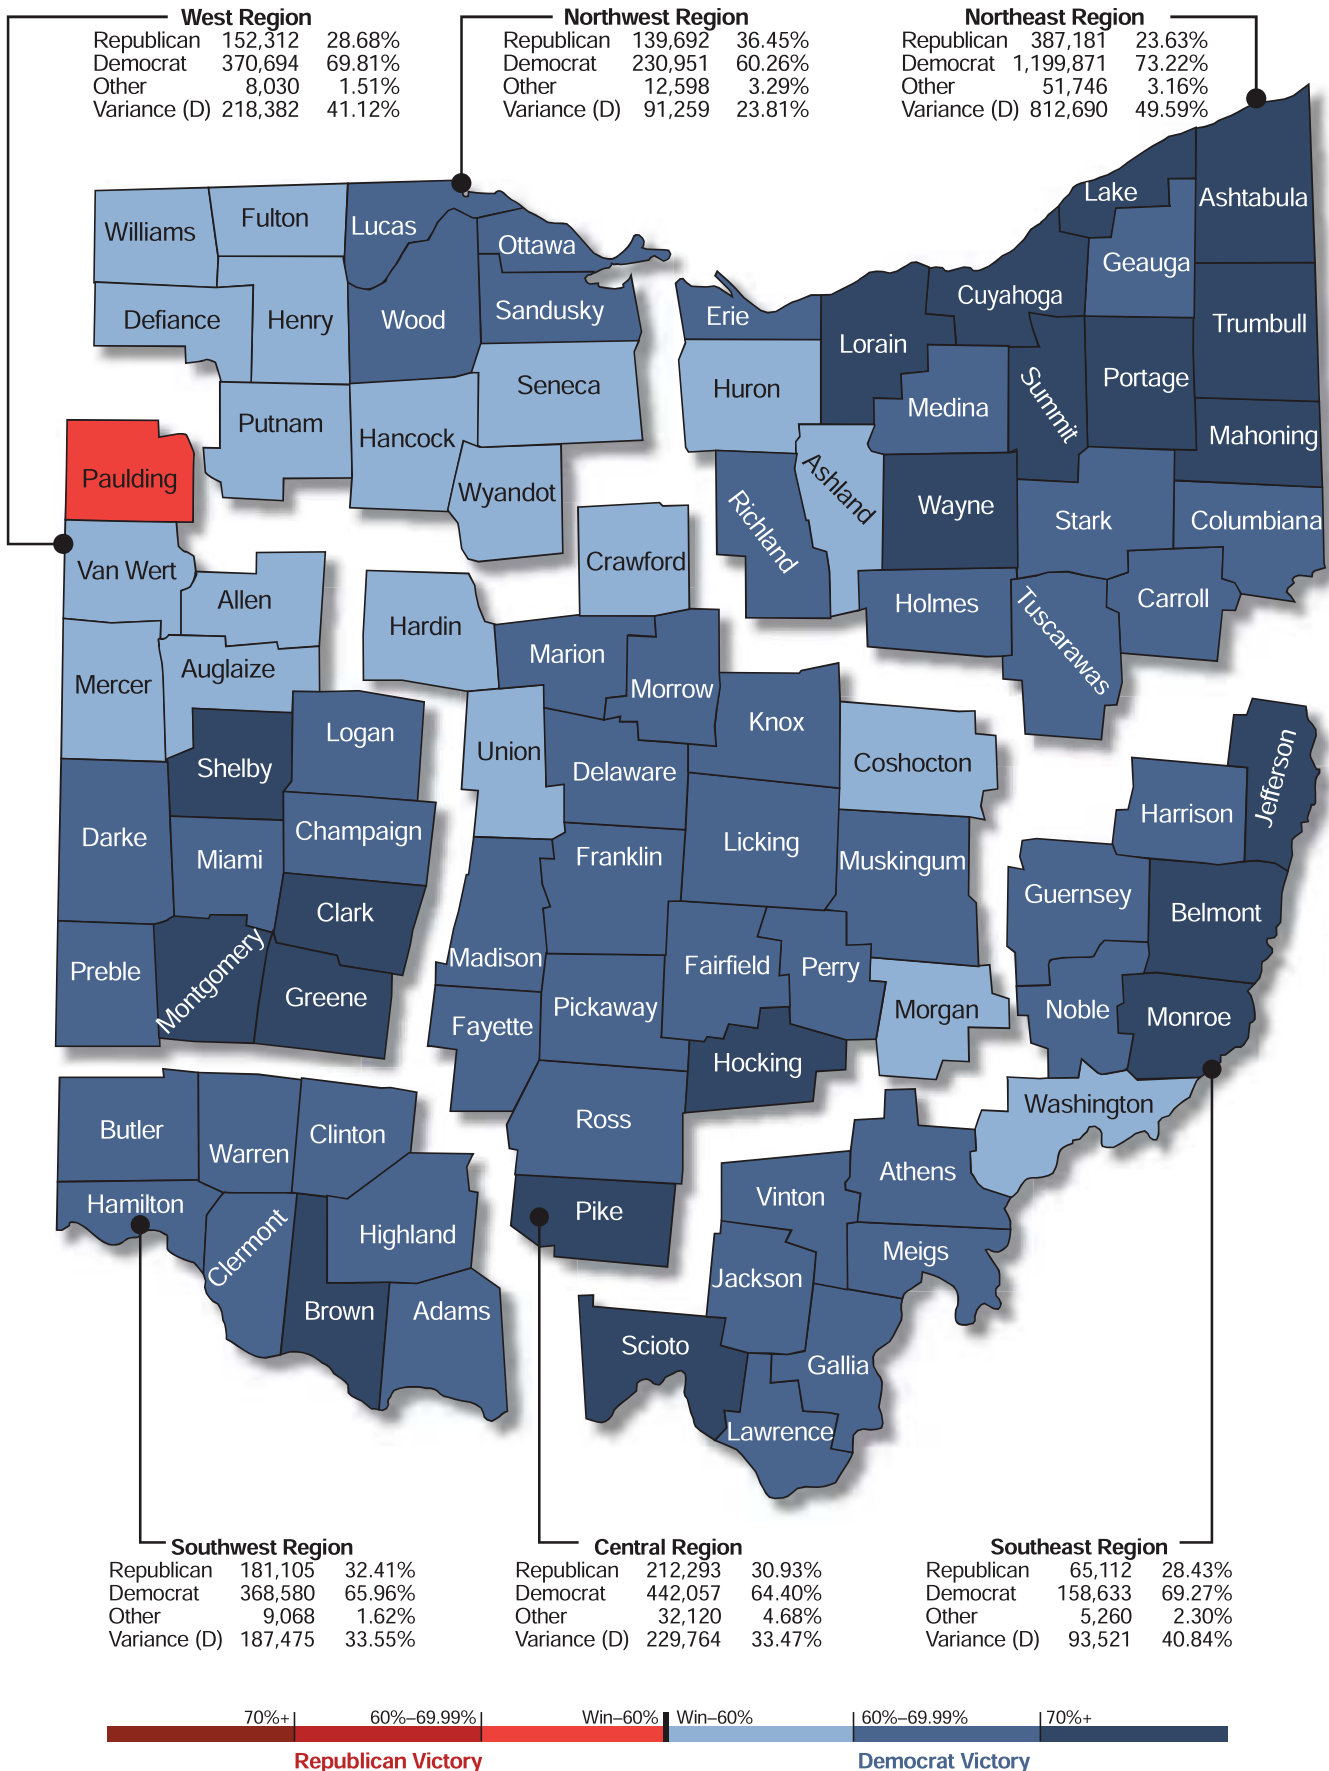 West Region
Republican 152,312 28.68%
Democrat 370,694 69.81%
Other 8,030 1.51%
Variance (D) 218,382 41.12%
Northwest Region
Republican 139,692 36.45%
Democrat 230,951 60.26%
Other 12,598 3.29%
Variance (D) 91,259 23.81%
Northeast Region
Republican 387,181 23.63%
Democrat 1,199,871 73.22%
Other 51,746 3.16%
Variance (D) 812,690 49.59%
Williams
Fulton
Lucas
Ottawa
Defiance
Henry
Wood
Sandusky
Seneca
Putnam
Hancock
Wyandot
Lake
Ashtabula
Geauga
Cuyahoga
Erie
Lorain
Trumbull
Huron
Medina
Summit
Portage
Mahoning
Ashland
Richland
Wayne
Stark
Columbiana
Holmes
Tuscarawas
Carroll
Paulding
Van Wert
Allen
Mercer
Auglaize
Shelby
Logan
Darke
Miami
Champaign
Clark
Preble
Montgomery
Greene
Crawford
Hardin
Marion
Morrow
Union
Delaware
Knox
Coshocton
Franklin
Licking
Muskingum
Madison
Fairfield
Perry
Pickaway
Fayette
Morgan
Hocking
Ross
Pike
Jefferson
Harrison
Guernsey
Belmont
Noble
Monroe
Washington
Athens
Vinton
Meigs
Jackson
Scioto
Gallia
Lawrence
Butler
Warren
Clinton
Hamilton
Clermont
Highland
Brown
Adams
Southwest Region
Republican 181,105 32.41%
Democrat 368,580 65.96%
Other 9,068 1.62%
Variance (D) 187,475 33.55%
Central Region
Republican 212,293 30.93%
Democrat 442,057 64.40%
Other 32,120 4.68%
Variance (D) 229,764 33.47%
Southeast Region
Republican 65,112 28.43%
Democrat 158,633 69.27%
Other 5,260 2.30%
Variance (D) 93,521 40.84%
70%+ 60%–69.99% Win–60% Win–60% 60%–69.99% 70%+
Republican Victory Democrat Victory